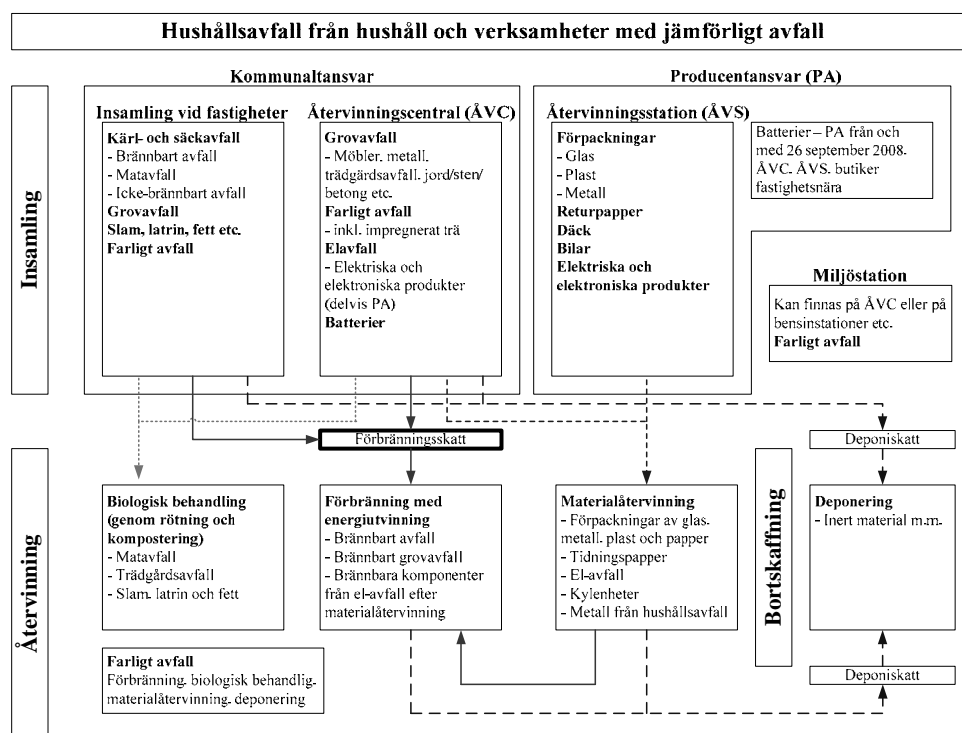 Hushållsavfall från hushåll och verksamheter med jämförligt avfall
Kommunaltansvar
Producentansvar (PA)
Insamling
Insamling vid fastigheter
Kärl- och säckavfall
- Brännbart avfall
- Matavfall
- Icke-brännbart avfall
Grovavfall
Slam, latrin, fett etc.
Farligt avfall
Återvinningscentral (ÅVC)
Grovavfall
- Möbler. metall.
trädgårdsavfall. jord/sten/
betong etc.
Farligt avfall
- inkl. impregnerat trä
Elavfall
- Elektriska och
elektroniska produkter
(delvis PA)
Batterier
Återvinningsstation (ÅVS)
Förpackningar
- Glas
- Plast
- Metall
Returpapper
Däck
Bilar
Elektriska och
elektroniska produkter
Batterier – PA från och
med 26 september 2008.
ÅVC. ÅVS. butiker
fastighetsnära
Miljöstation
Kan finnas på ÅVC eller på
bensinstationer etc.
Farligt avfall
Förbränningsskatt
Deponiskatt
Återvinning
Biologisk behandling
(genom rötning och
kompostering)
- Matavfall
- Trädgårdsavfall
- Slam. latrin och fett
Förbränning med
energiutvinning
- Brännbart avfall
- Brännbart grovavfall
- Brännbara komponenter
från el-avfall efter
materialåtervinning
Materialåtervinning
- Förpackningar av glas.
metall. plast och papper
- Tidningspapper
- El-avfall
- Kylenheter
- Metall från hushållsavfall
Bortskaffning
Deponering
- Inert material m.m.
Deponiskatt
Farligt avfall
Förbränning. biologisk behandlig.
materialåtervinning. deponering